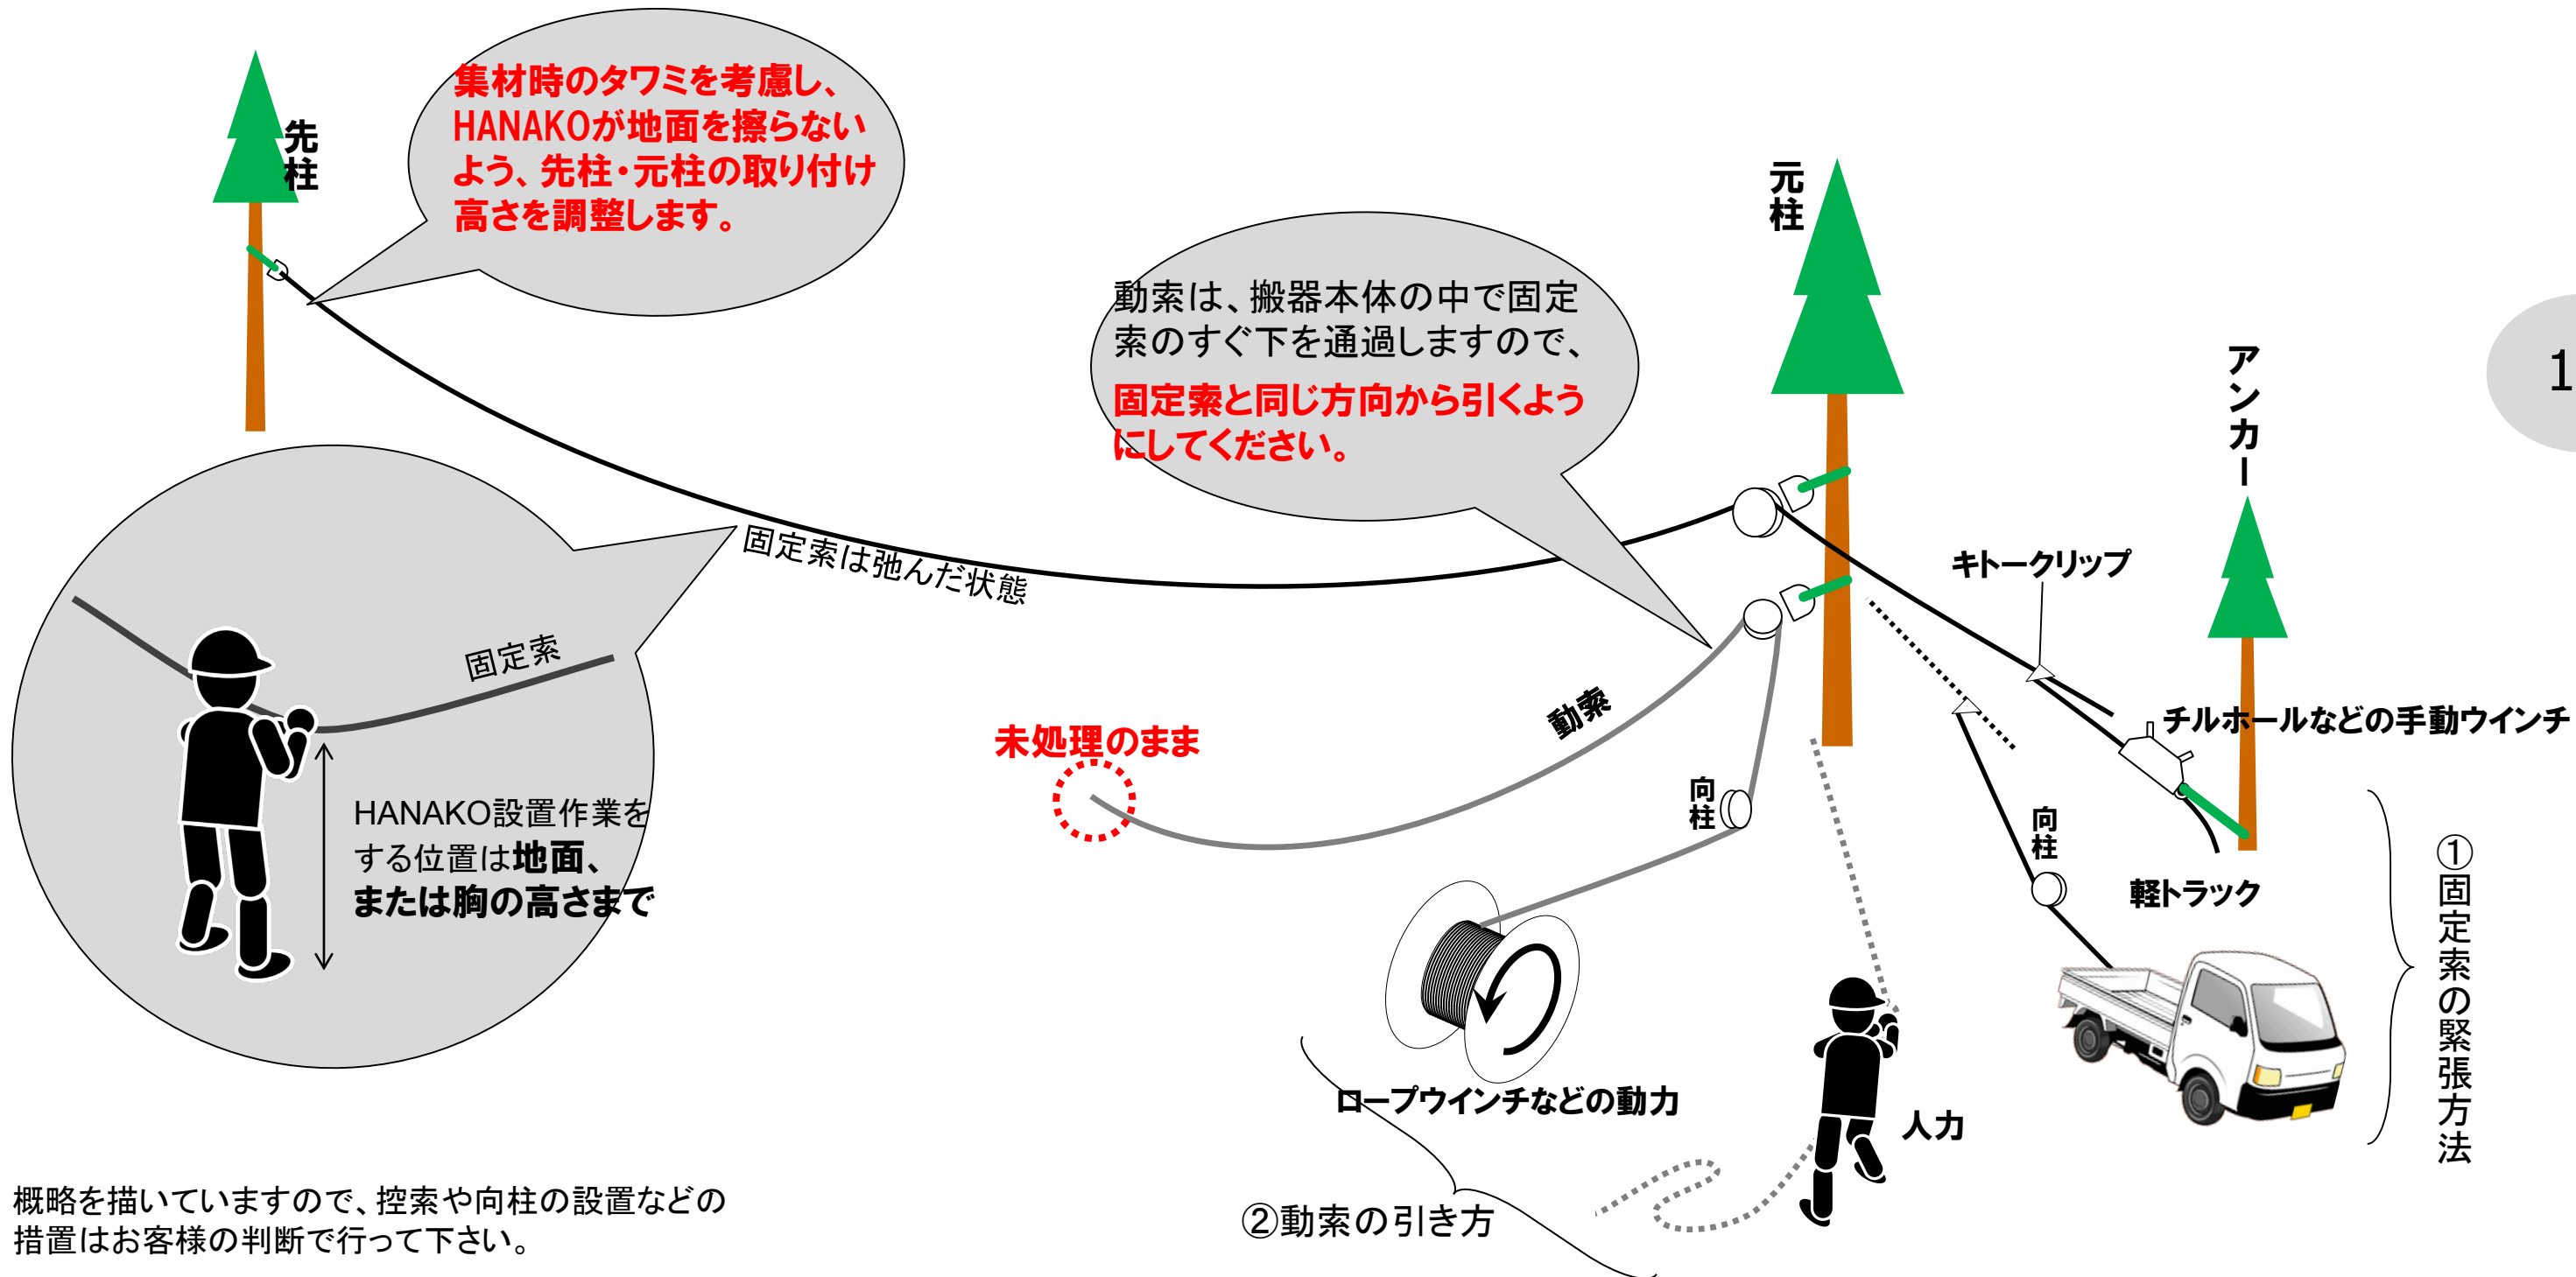 先柱
集材時のタワミを考慮し、
HANAKOが地面を擦らない
よう、先柱・元柱の取り付け
高さを調整します。
元柱
動索は、搬器本体の中で固定
索のすぐ下を通過しますので、
固定索と同じ方向から引くよう
にしてください。
アンカー
1
固定索は弛んだ状態
キトークリップ
固定索
動索
チルホールなどの手動ウインチ
未処理のまま
向柱
向柱
HANAKO設置作業を
する位置は地面、
または胸の高さまで
軽トラック
①固定索の緊張方法
ロープウインチなどの動力
人力
②動索の引き方
概略を描いていますので、控索や向柱の設置などの
措置はお客様の判断で行って下さい。